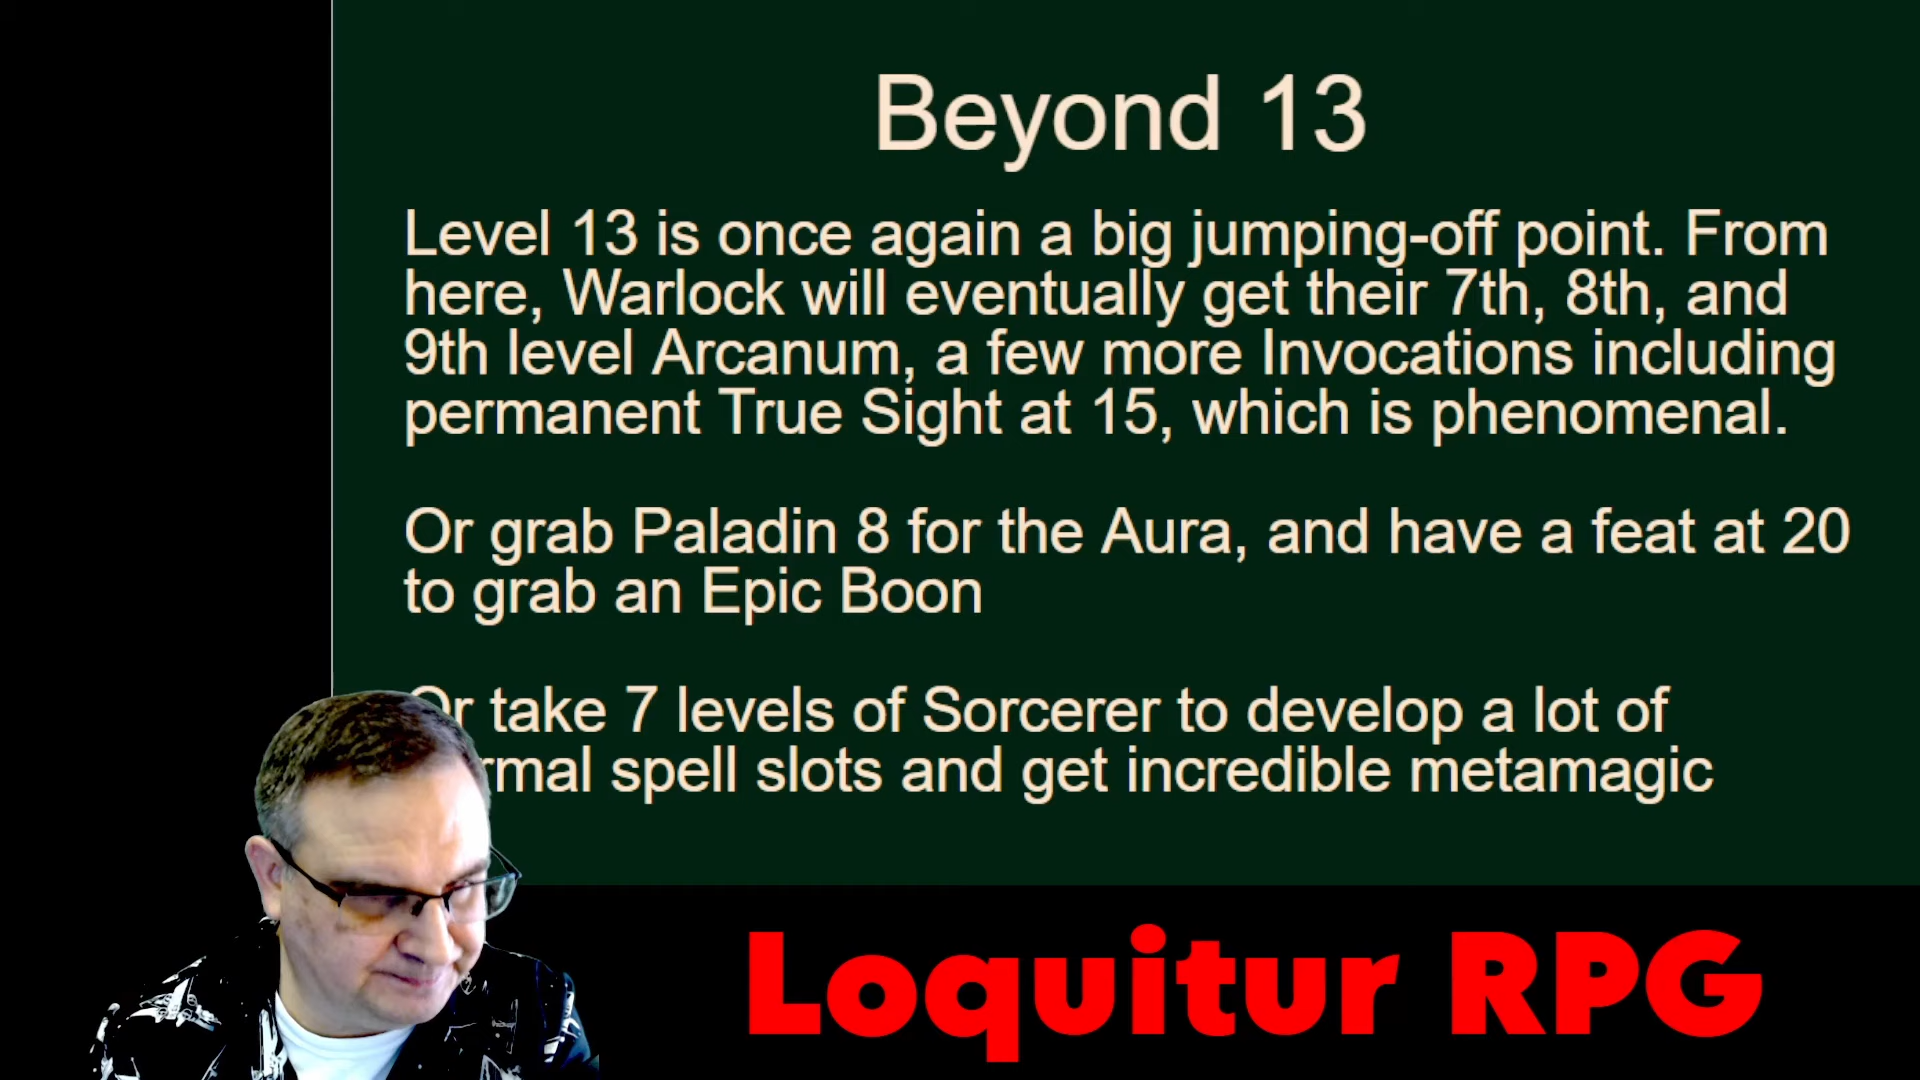 Beyond 13
Level 13 is once again a big jumping-off point. From
here, Warlock will eventually get their 7th, 8th, and
9th level Arcanum, a few more Invocations including
permanent True Sight at 15, which is phenomenal.
Or grab Paladin 8 for the Aura, and have a feat at 20
to grab an Epic Boon
Or take 7 levels of Sorcerer to develop a lot of
spell slots and get incredible metamagic
Loquitur RPG